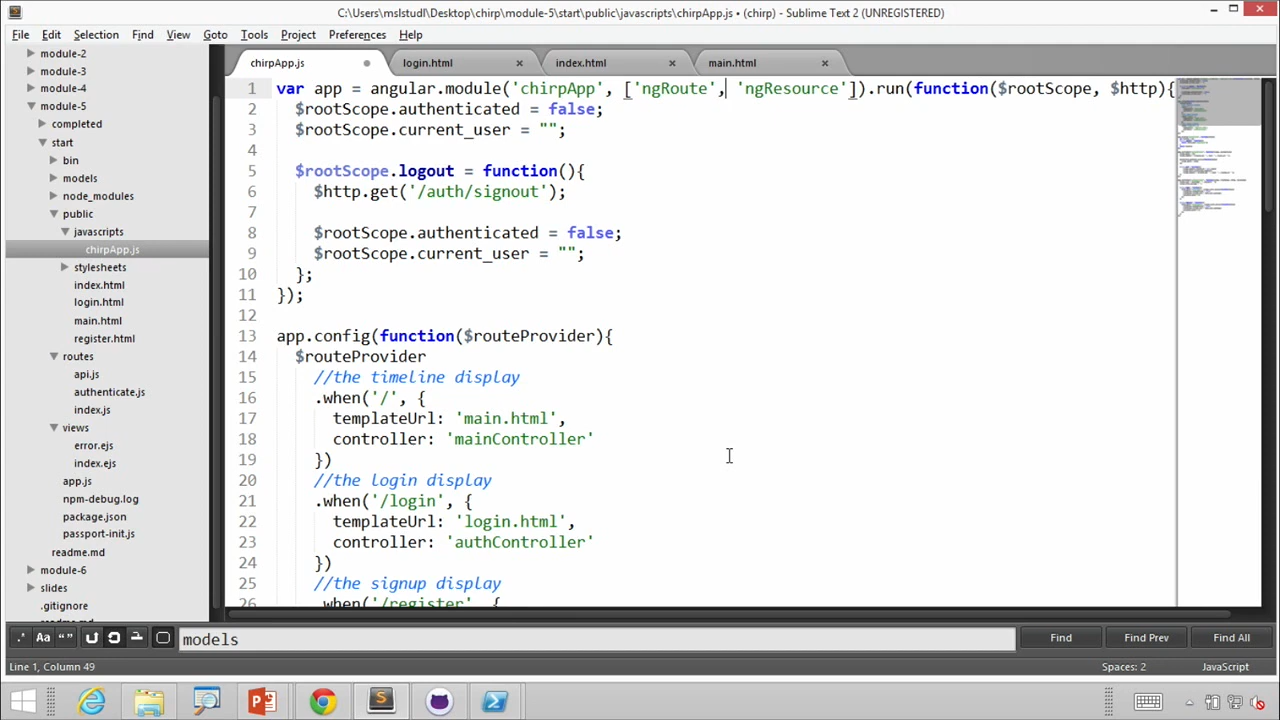 C:\Users\mslstudl\Desktop\chirp\module-5\start\public\javascripts\chirpApp.js • (chirp) - Sublime Text 2 (UNREGISTERED)
File Edit Selection Find View Goto Tools Project Preferences Help
module-2
module-3
module-4
module-5
completed
start
bin
models
node_modules
public
javascripts
chirpApp.js
stylesheets
index.html
login.html
main.html
register.html
routes
api.js
authenticate.js
index.js
views
error.ejs
index.ejs
app.js
npm-debug.log
package.json
passport-init.js
readme.md
module-6
slides
.gitignore
chirpApp.js login.html index.html main.html
1 var app = angular.module('chirpApp', ['ngRoute', 'ngResource']).run(function($rootScope, $http){
2 $rootScope.authenticated = false;
3 $rootScope.current_user = "";
4
5 $rootScope.logout = function(){
6 $http.get('/auth/signout');
7
8 $rootScope.authenticated = false;
9 $rootScope.current_user = "";
10 };
11 });
12
13 app.config(function($routeProvider){
14 $routeProvider
15 //the timeline display
16 .when('/', {
17 templateUrl: 'main.html',
18 controller: 'mainController'
19 })
20 //the login display
21 .when('/login', {
22 templateUrl: 'login.html',
23 controller: 'authController'
24 })
25 //the signup display
26 .when('/register', {
.* Aa “” models Find Find Prev Find All
Line 1, Column 49 Spaces: 2 JavaScript